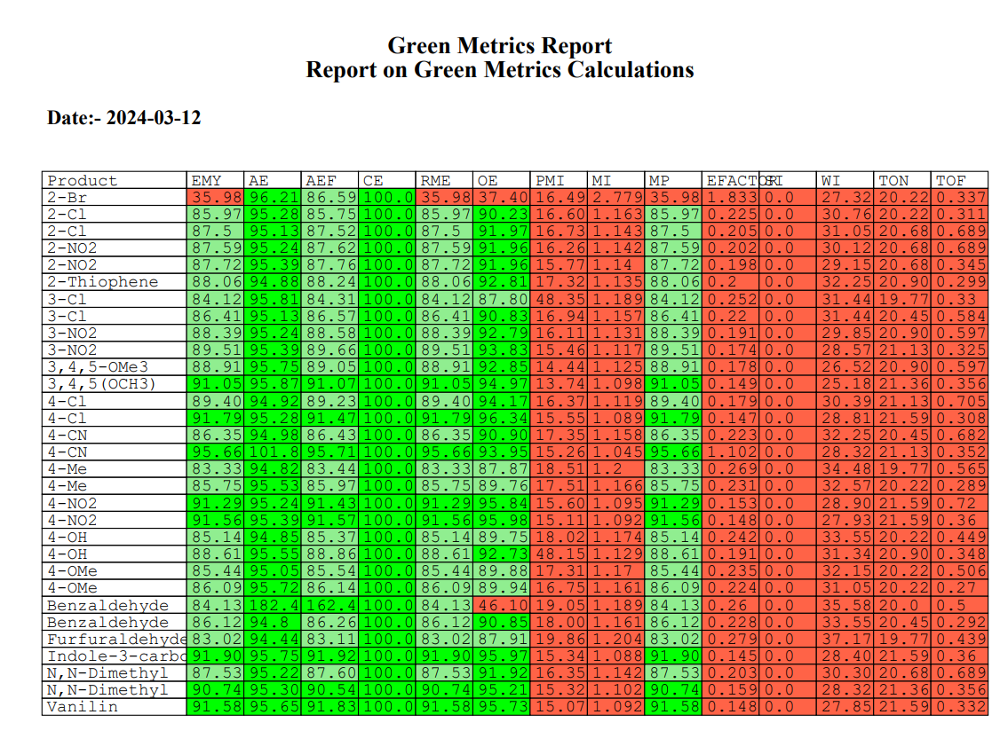 Green Metrics Report
Report on Green Metrics Calculations
Date:- 2024-03-12
Product EMY AE AEF CE RME OE PMI MI MP EFACTOR SI WI TON TOF
2-Br 35.98 96.21 86.59 100.0 35.98 37.40 16.49 2.779 35.98 1.833 0.0 27.32 20.22 0.337
2-Cl 85.97 95.28 85.75 100.0 85.97 90.23 16.60 1.163 85.97 0.225 0.0 30.76 20.22 0.311
2-Cl 87.5 95.13 87.52 100.0 87.5 91.97 16.73 1.143 87.5 0.205 0.0 31.05 20.68 0.689
2-NO2 87.59 95.24 87.62 100.0 87.59 91.96 16.26 1.142 87.59 0.202 0.0 30.12 20.68 0.689
2-NO2 87.72 95.39 87.76 100.0 87.72 91.96 15.77 1.14 87.72 0.198 0.0 29.15 20.68 0.345
2-Thiophene 88.06 94.88 88.24 100.0 88.06 92.81 17.32 1.135 88.06 0.2 0.0 32.25 20.90 0.299
3-Cl 84.12 95.81 84.31 100.0 84.12 87.80 48.35 1.189 84.12 0.252 0.0 31.44 19.77 0.33
3-Cl 86.41 95.13 86.57 100.0 86.41 90.83 16.94 1.157 86.41 0.22 0.0 31.44 20.45 0.584
3-NO2 88.39 95.24 88.58 100.0 88.39 92.79 16.11 1.131 88.39 0.191 0.0 29.85 20.90 0.597
3-NO2 89.51 95.39 89.66 100.0 89.51 93.83 15.46 1.117 89.51 0.174 0.0 28.57 21.13 0.325
3,4,5-OMe3 88.91 95.75 89.05 100.0 88.91 92.85 14.44 1.125 88.91 0.178 0.0 26.52 20.90 0.597
3,4,5(OCH3) 91.05 95.87 91.07 100.0 91.05 94.97 13.74 1.098 91.05 0.149 0.0 25.18 21.36 0.356
4-Cl 89.40 94.92 89.23 100.0 89.40 94.17 16.37 1.119 89.40 0.179 0.0 30.39 21.13 0.705
4-Cl 91.79 95.28 91.47 100.0 91.79 96.34 15.55 1.089 91.79 0.147 0.0 28.81 21.59 0.308
4-CN 86.35 94.98 86.43 100.0 86.35 90.90 17.35 1.158 86.35 0.223 0.0 32.25 20.45 0.682
4-CN 95.66 101.8 95.71 100.0 95.66 93.95 15.26 1.045 95.66 1.102 0.0 28.32 21.13 0.352
4-Me 83.33 94.82 83.44 100.0 83.33 87.87 18.51 1.2 83.33 0.269 0.0 34.48 19.77 0.565
4-Me 85.75 95.53 85.97 100.0 85.75 89.76 17.51 1.166 85.75 0.231 0.0 32.57 20.22 0.289
4-NO2 91.29 95.24 91.43 100.0 91.29 95.84 15.60 1.095 91.29 0.153 0.0 28.90 21.59 0.72
4-NO2 91.56 95.39 91.57 100.0 91.56 95.98 15.11 1.092 91.56 0.148 0.0 27.93 21.59 0.36
4-OH 85.14 94.85 85.37 100.0 85.14 89.75 18.02 1.174 85.14 0.242 0.0 33.55 20.22 0.449
4-OH 88.61 95.55 88.86 100.0 88.61 92.73 48.15 1.129 88.61 0.191 0.0 31.34 20.90 0.348
4-OMe 85.44 95.05 85.54 100.0 85.44 89.88 17.31 1.17 85.44 0.235 0.0 32.15 20.22 0.506
4-OMe 86.09 95.72 86.14 100.0 86.09 89.94 16.75 1.161 86.09 0.224 0.0 31.05 20.22 0.27
Benzaldehyde 84.13 182.4 162.4 100.0 84.13 46.10 19.05 1.189 84.13 0.26 0.0 35.58 20.0 0.5
Benzaldehyde 86.12 94.8 86.26 100.0 86.12 90.85 18.00 1.161 86.12 0.228 0.0 33.55 20.45 0.292
Furfuraldehyde 83.02 94.44 83.11 100.0 83.02 87.91 19.86 1.204 83.02 0.279 0.0 37.17 19.77 0.439
Indole-3-carbo 91.90 95.75 91.92 100.0 91.90 95.97 15.34 1.088 91.90 0.145 0.0 28.40 21.59 0.36
N,N-Dimethyl 87.53 95.22 87.60 100.0 87.53 91.92 16.35 1.142 87.53 0.203 0.0 30.30 20.68 0.689
N,N-Dimethyl 90.74 95.30 90.54 100.0 90.74 95.21 15.32 1.102 90.74 0.159 0.0 28.32 21.36 0.356
Vanilin 91.58 95.65 91.83 100.0 91.58 95.73 15.07 1.092 91.58 0.148 0.0 27.85 21.59 0.332